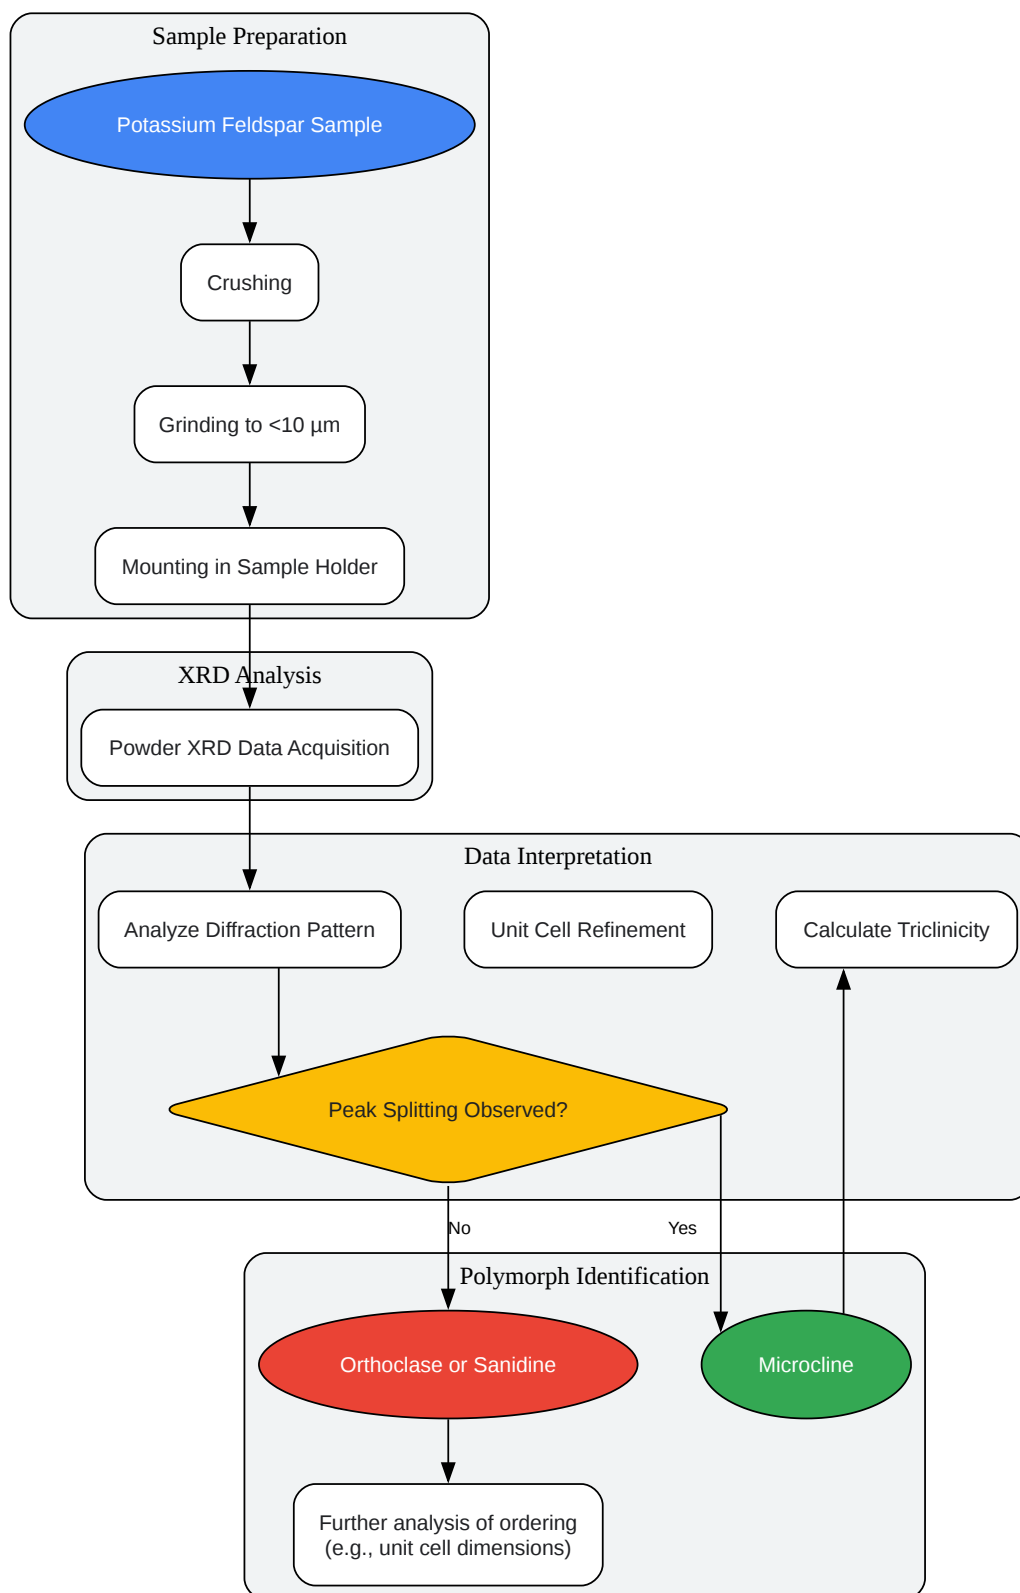 Sample Preparation
Potassium Feldspar Sample
Crushing
Grinding to <10 µm
Mounting in Sample Holder
XRD Analysis
Powder XRD Data Acquisition
Data Interpretation
Analyze Diffraction Pattern
Unit Cell Refinement
Calculate Triclinicity
Peak Splitting Observed?
No
Yes
Polymorph Identification
Orthoclase or Sanidine
Microcline
Further analysis of ordering
(e.g., unit cell dimensions)